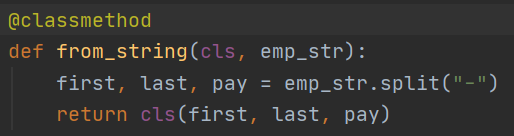 @classmethod
def from_string(cls, emp_str):
    first, last, pay = emp_str.split("-")
    return cls(first, last, pay)